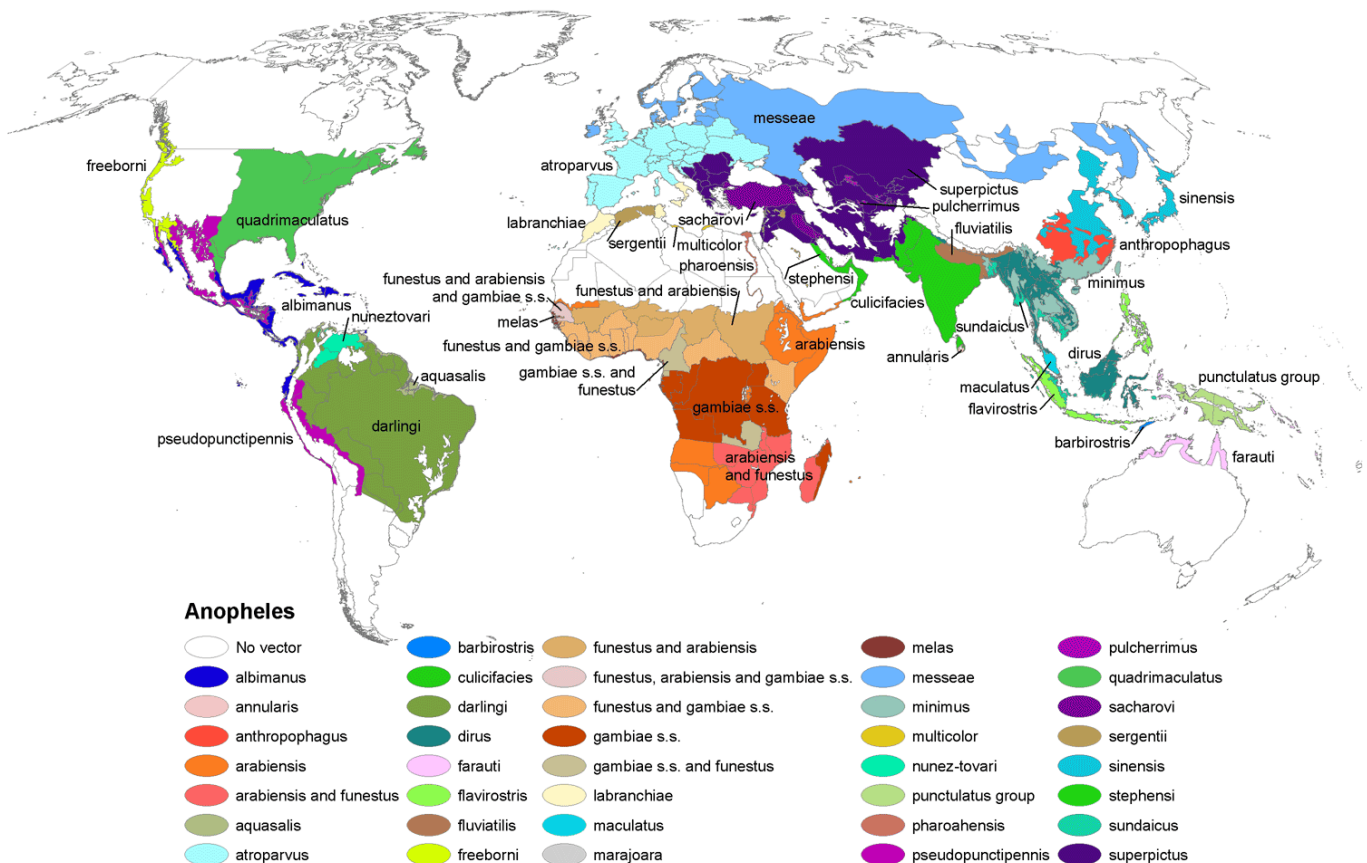 messeae
freeborni
atroparvus
superpictus
pulcherrimus
sinensis
quadrimaculatus
labranchiae
sacharovi
fluviatilis
sergentii
multicolor
anthropophagus
pharoensis
funestus and arabiensis
and gambiae s.s.
funestus and arabiensis
stephensi
minimus
albimanus
nuneztovari
melas
culicifacies
sundaicus
funestus and gambiae s.s.
arabiensis
annularis
dirus
aquasalis
gambiae s.s. and
funestus
maculatus
punctulatus group
gambiae s.s.
flavirostris
darlingi
pseudopunctipennis
barbirostris
arabiensis
and funestus
farauti
Anopheles
No vector
albimanus
annularis
anthropophagus
arabiensis
arabiensis and funestus
aquasalis
atroparvus
barbirostris
culicifacies
darlingi
dirus
farauti
flavirostris
fluviatilis
freeborni
funestus and arabiensis
funestus, arabiensis and gambiae s.s.
funestus and gambiae s.s.
gambiae s.s.
gambiae s.s. and funestus
labranchiae
maculatus
marajoara
melas
messeae
minimus
multicolor
nunez-tovari
punctulatus group
pharoahensis
pseudopunctipennis
pulcherrimus
quadrimaculatus
sacharovi
sergentii
sinensis
stephensi
sundaicus
superpictus